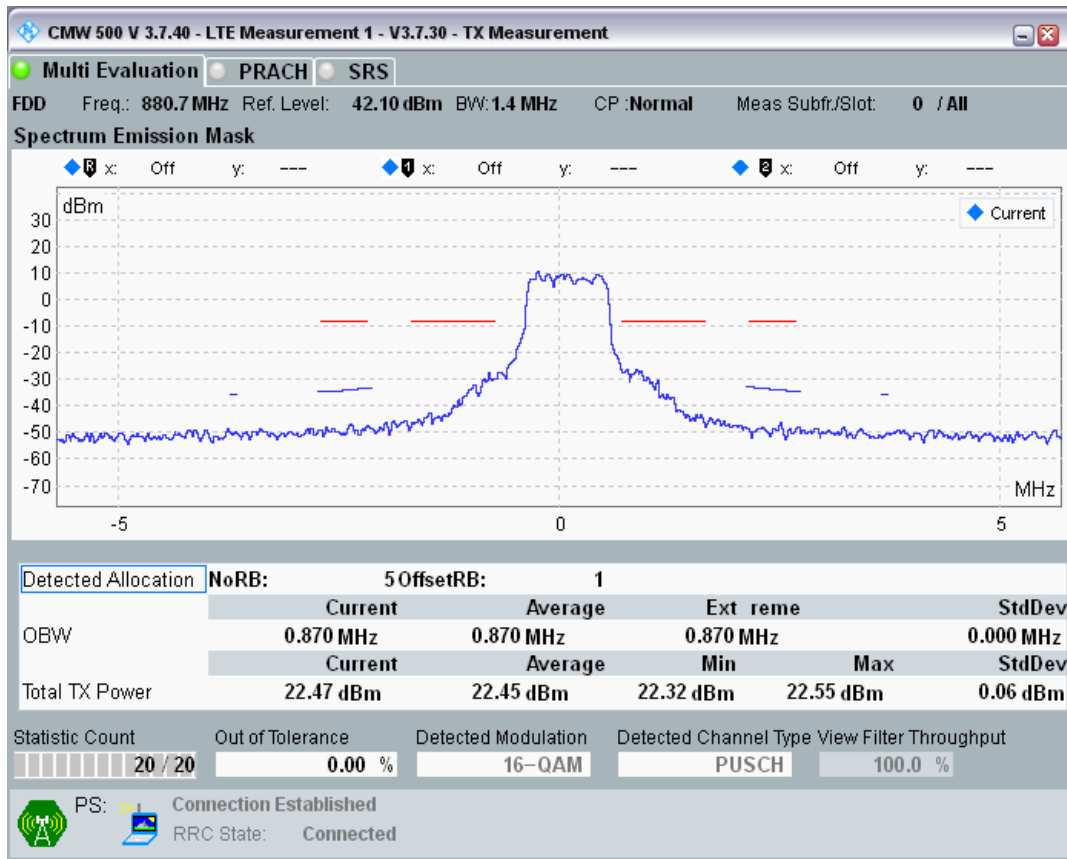 CMW 500 V 3.7.40 - LTE Measurement 1 - V3.7.30 - TX Measurement
Multi Evaluation PRACH SRS
FDD Freq.: 880.7 MHz Ref. Level: 42.10 dBm BW: 1.4 MHz CP :Normal Meas Subfr./Slot: 0 / All
Spectrum Emission Mask
R x: Off y: --- 1 x: Off y: --- 2 x: Off y: ---
dBm
Current
30
20
10
0
-10
-20
-30
-40
-50
-60
-70
MHz
-5 0 5
Detected Allocation NoRB: 5 OffsetRB: 1
Current Average Ext reme StdDev
OBW 0.870 MHz 0.870 MHz 0.870 MHz 0.000 MHz
Current Average Min Max StdDev
Total TX Power 22.47 dBm 22.45 dBm 22.32 dBm 22.55 dBm 0.06 dBm
Statistic Count Out of Tolerance Detected Modulation Detected Channel Type View Filter Throughput
20 / 20 0.00 % 16-QAM PUSCH 100.0 %
PS: Connection Established
RRC State: Connected